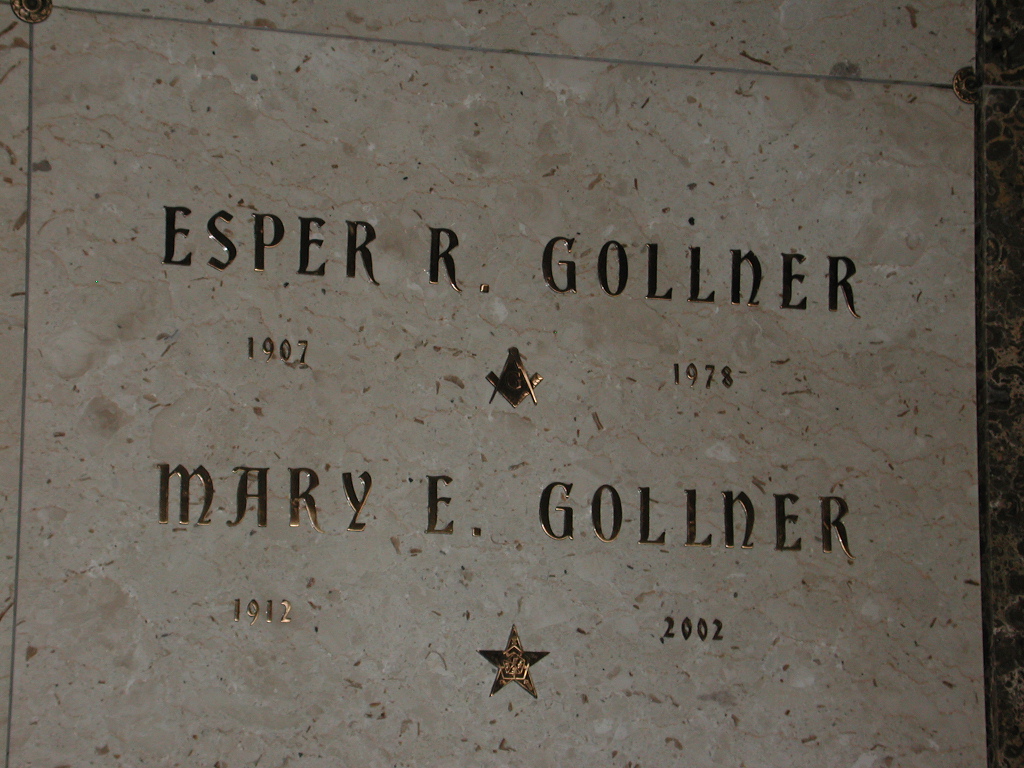 ESPER R. GOLLNER
1907 1978
MARY E. GOLLNER
1912 2002